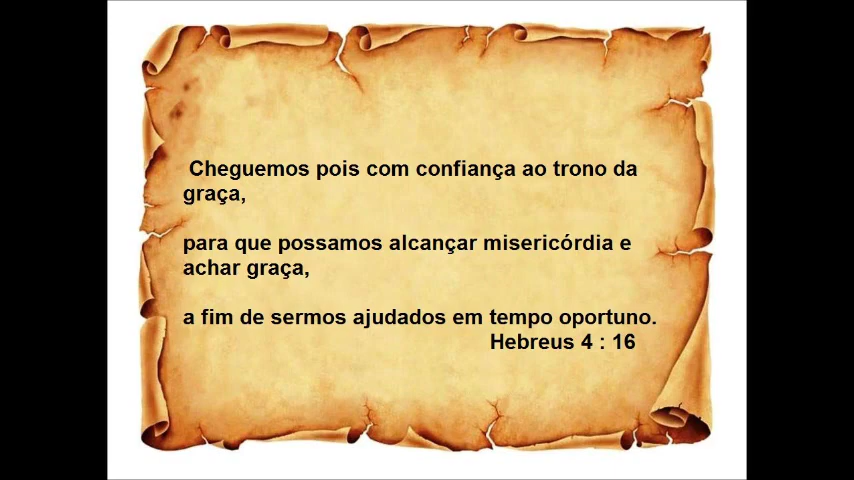 Cheguemos pois com confiança ao trono da
graça,
para que possamos alcançar misericórdia e
achar graça,
a fim de sermos ajudados em tempo oportuno.
Hebreus 4 : 16